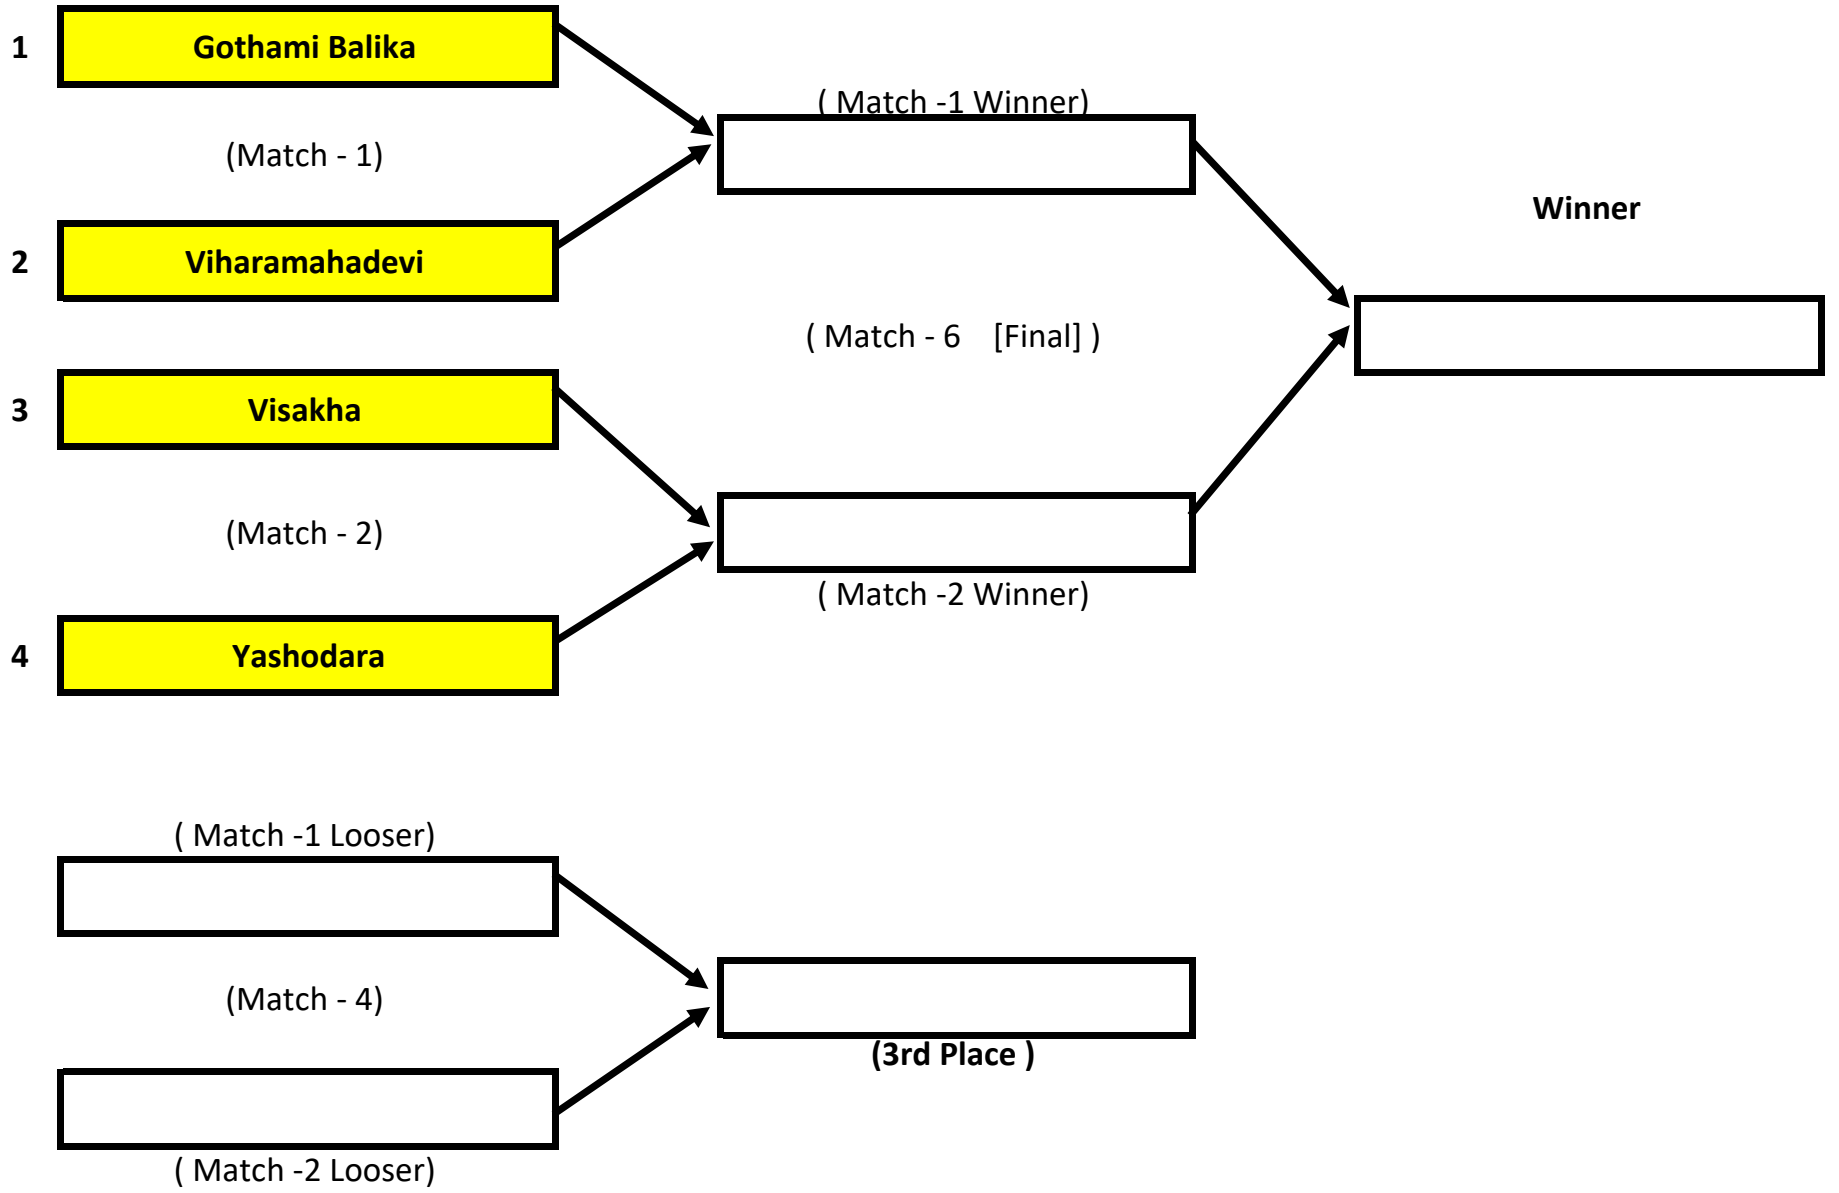 1 Gothami Balika
( Match -1 Winner)
(Match - 1)
Winner
2 Viharamahadevi
( Match - 6 [Final] )
3 Visakha
(Match - 2)
( Match -2 Winner)
4 Yashodara
( Match -1 Looser)
(Match - 4)
(3rd Place )
( Match -2 Looser)